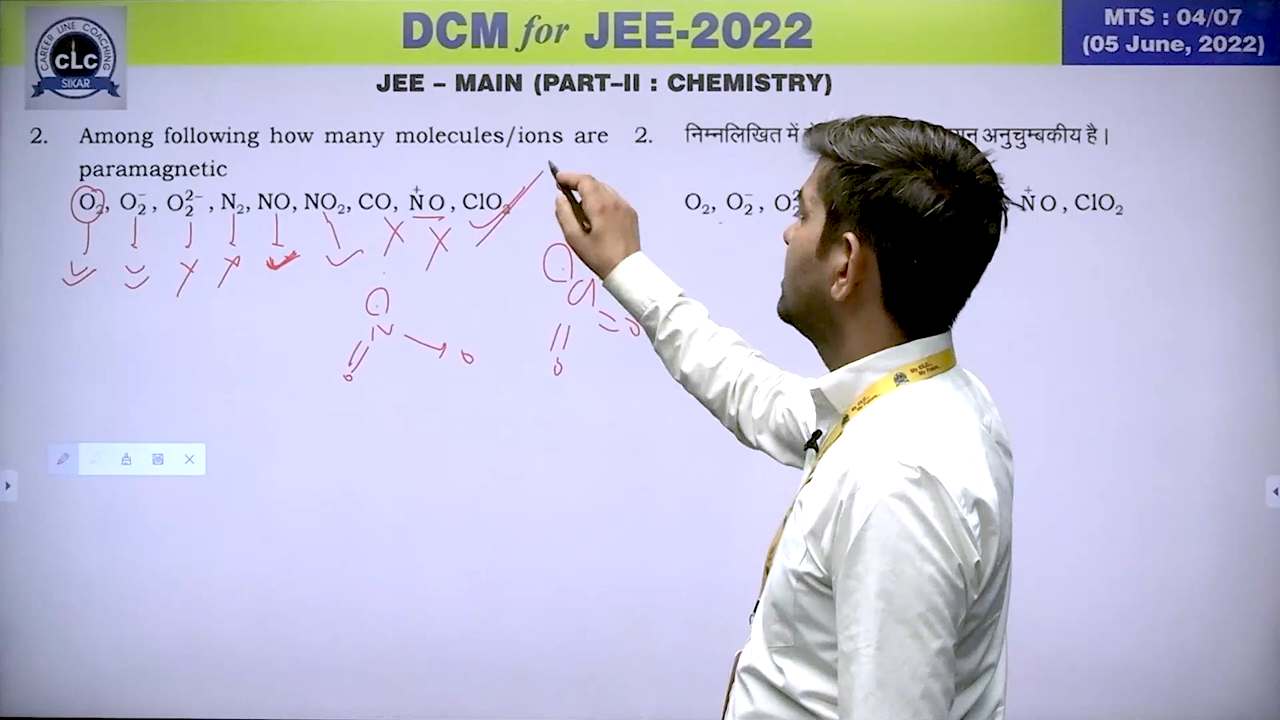 DCM for JEE-2022
MTS : 04/07
(05 June, 2022)
CAREER LINE COACHING
CLC
SIKAR
JEE – MAIN (PART–II : CHEMISTRY)
2. Among following how many molecules/ions are paramagnetic
O₂, O₂⁻, O₂²⁻, N₂, NO, NO₂, CO, N⁺O, ClO₂
2. निम्नलिखित में अनुचुम्बकीय है।
O₂, O₂⁻, O N⁺O, ClO₂
N
O O
Cl
O O